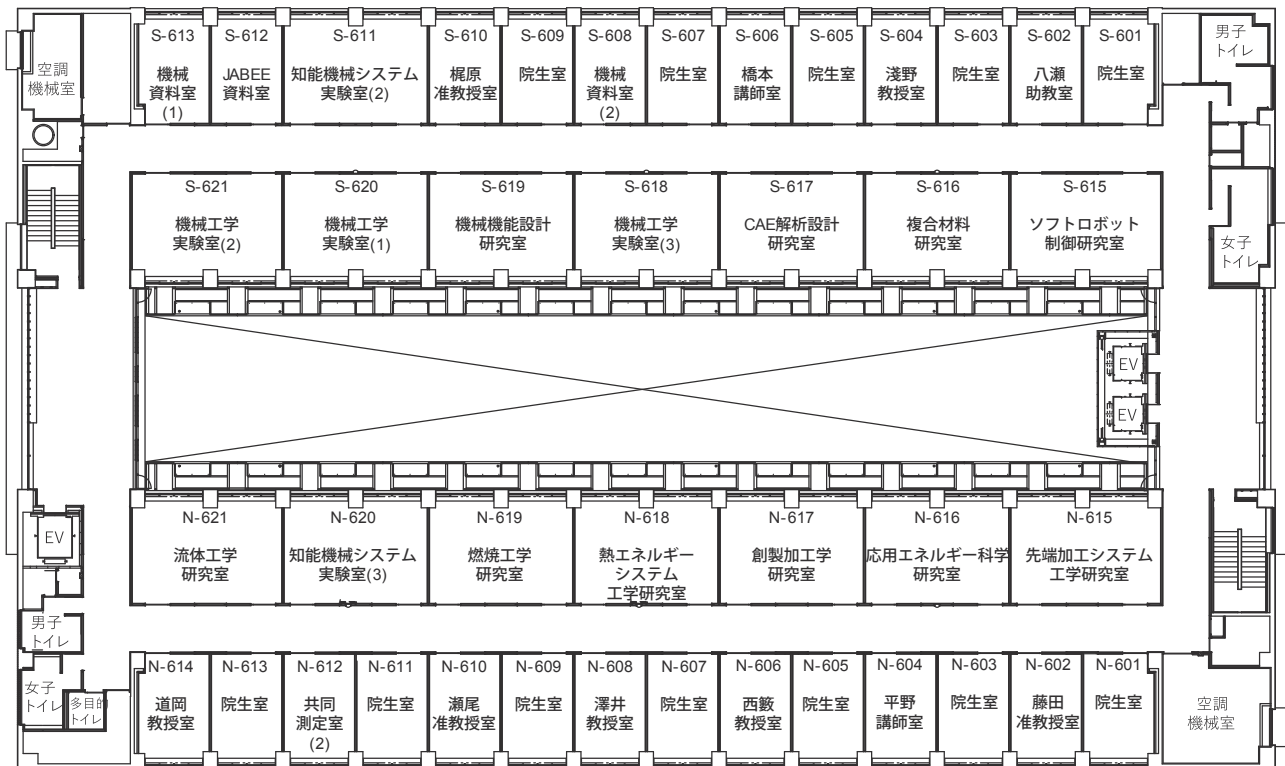 S-613
機械
資料室
(1)
S-612
JABEE
資料室
S-611
知能機械システム
実験室(2)
S-610
梶原
准教授室
S-609
院生室
S-608
機械
資料室
(2)
S-607
院生室
S-606
橋本
講師室
S-605
院生室
S-604
淺野
教授室
S-603
院生室
S-602
八瀬
助教室
S-601
院生室
空調
機械室
男子
トイレ
S-621
機械工学
実験室(2)
S-620
機械工学
実験室(1)
S-619
機械機能設計
研究室
S-618
機械工学
実験室(3)
S-617
CAE解析設計
研究室
S-616
複合材料
研究室
S-615
ソフトロボット
制御研究室
女子
トイレ
EV
EV
N-621
流体工学
研究室
N-620
知能機械システム
実験室(3)
N-619
燃焼工学
研究室
N-618
熱エネルギー
システム
工学研究室
N-617
創製加工学
研究室
N-616
応用エネルギー科学
研究室
N-615
先端加工システム
工学研究室
EV
男子
トイレ
女子
トイレ
多目的
トイレ
N-614
道岡
教授室
N-613
院生室
N-612
共同
測定室
(2)
N-611
院生室
N-610
瀬尾
准教授室
N-609
院生室
N-608
澤井
教授室
N-607
院生室
N-606
西籔
教授室
N-605
院生室
N-604
平野
講師室
N-603
院生室
N-602
藤田
准教授室
N-601
院生室
空調
機械室